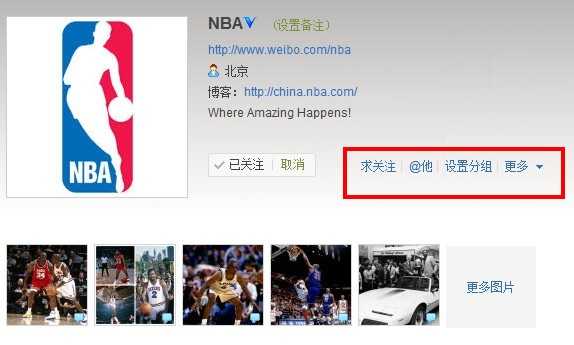 NBA (设置备注)
http://www.weibo.com/nba
北京
博客：http://china.nba.com/
Where Amazing Happens!
已关注 | 取消
求关注 | @他 | 设置分组 | 更多
NBA
更多图片